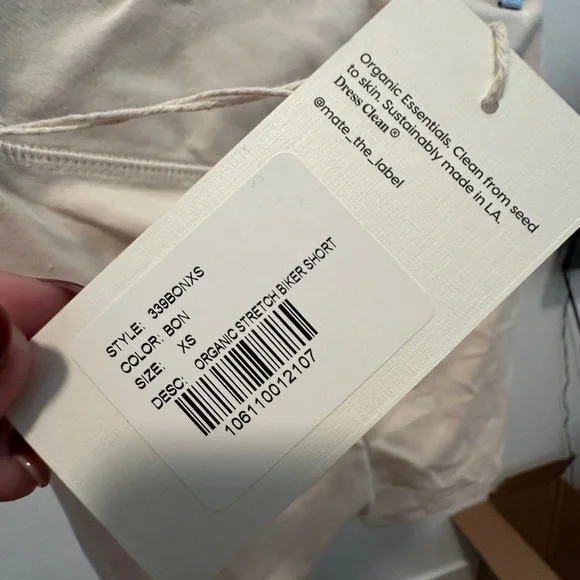 Organic Essentials. Clean from seed
to skin. Sustainably made in LA.
Dress Clean®
@mate_the_label
STYLE: 339BONXS
COLOR: BON
SIZE: XS
DESC: ORGANIC STRETCH BIKER SHORT
106110012107